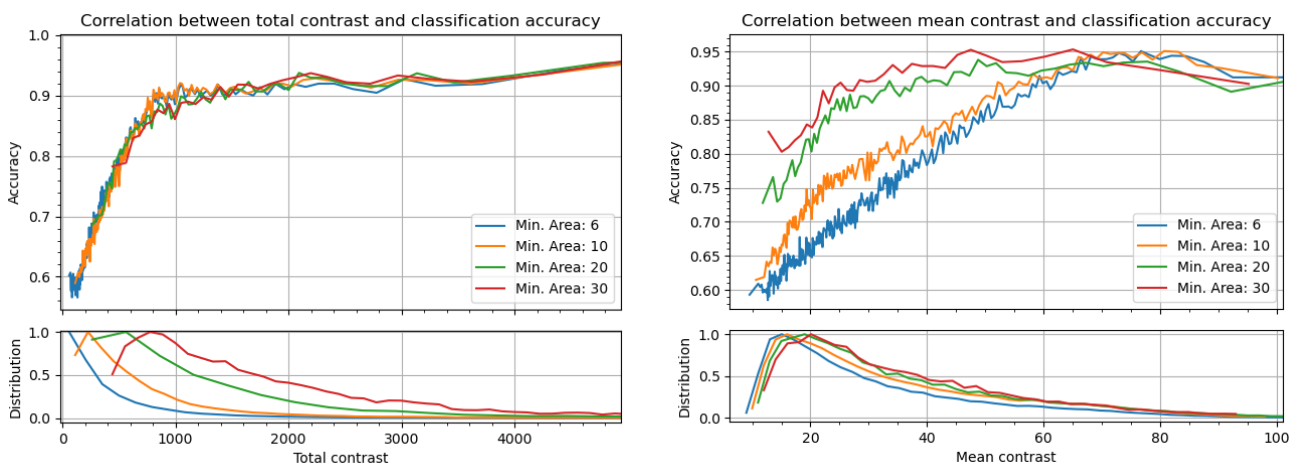 Correlation between total contrast and classification accuracy
1.0
0.9
0.8
0.7
0.6
Accuracy
Min. Area: 6
Min. Area: 10
Min. Area: 20
Min. Area: 30
1.0
0.5
0.0
Distribution
0 1000 2000 3000 4000
Total contrast
Correlation between mean contrast and classification accuracy
0.95
0.90
0.85
0.80
0.75
0.70
0.65
0.60
Accuracy
Min. Area: 6
Min. Area: 10
Min. Area: 20
Min. Area: 30
1.0
0.5
0.0
Distribution
20 40 60 80 100
Mean contrast